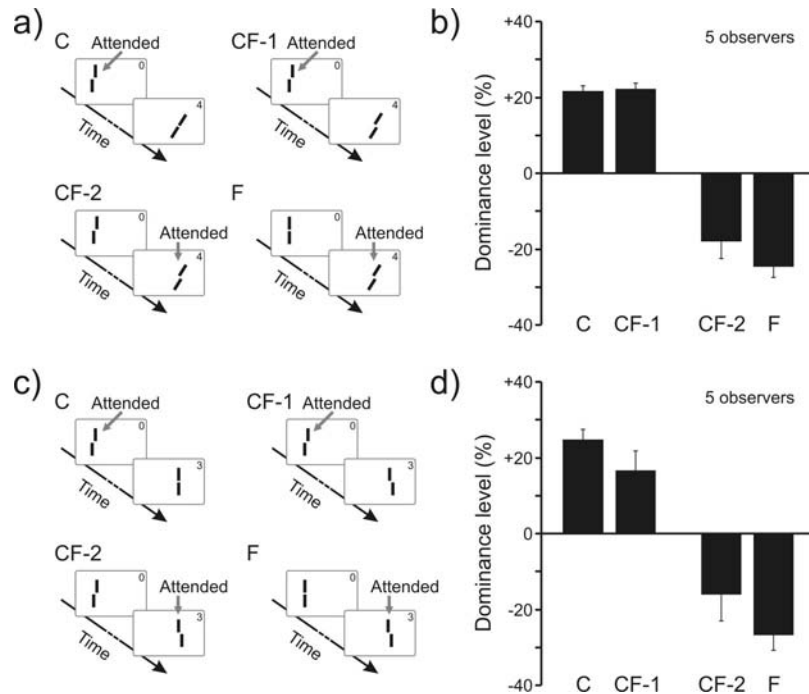 a)
C
Attended
0
4
Time
CF-1
Attended
0
4
Time
CF-2
0
Attended
4
Time
F
0
Attended
4
Time
b)
5 observers
Dominance level (%)
+40
+20
0
-20
-40
C CF-1 CF-2 F
c)
C
Attended
0
3
Time
CF-1
Attended
0
3
Time
CF-2
0
Attended
3
Time
F
0
Attended
3
Time
d)
5 observers
Dominance level (%)
+40
+20
0
-20
-40
C CF-1 CF-2 F